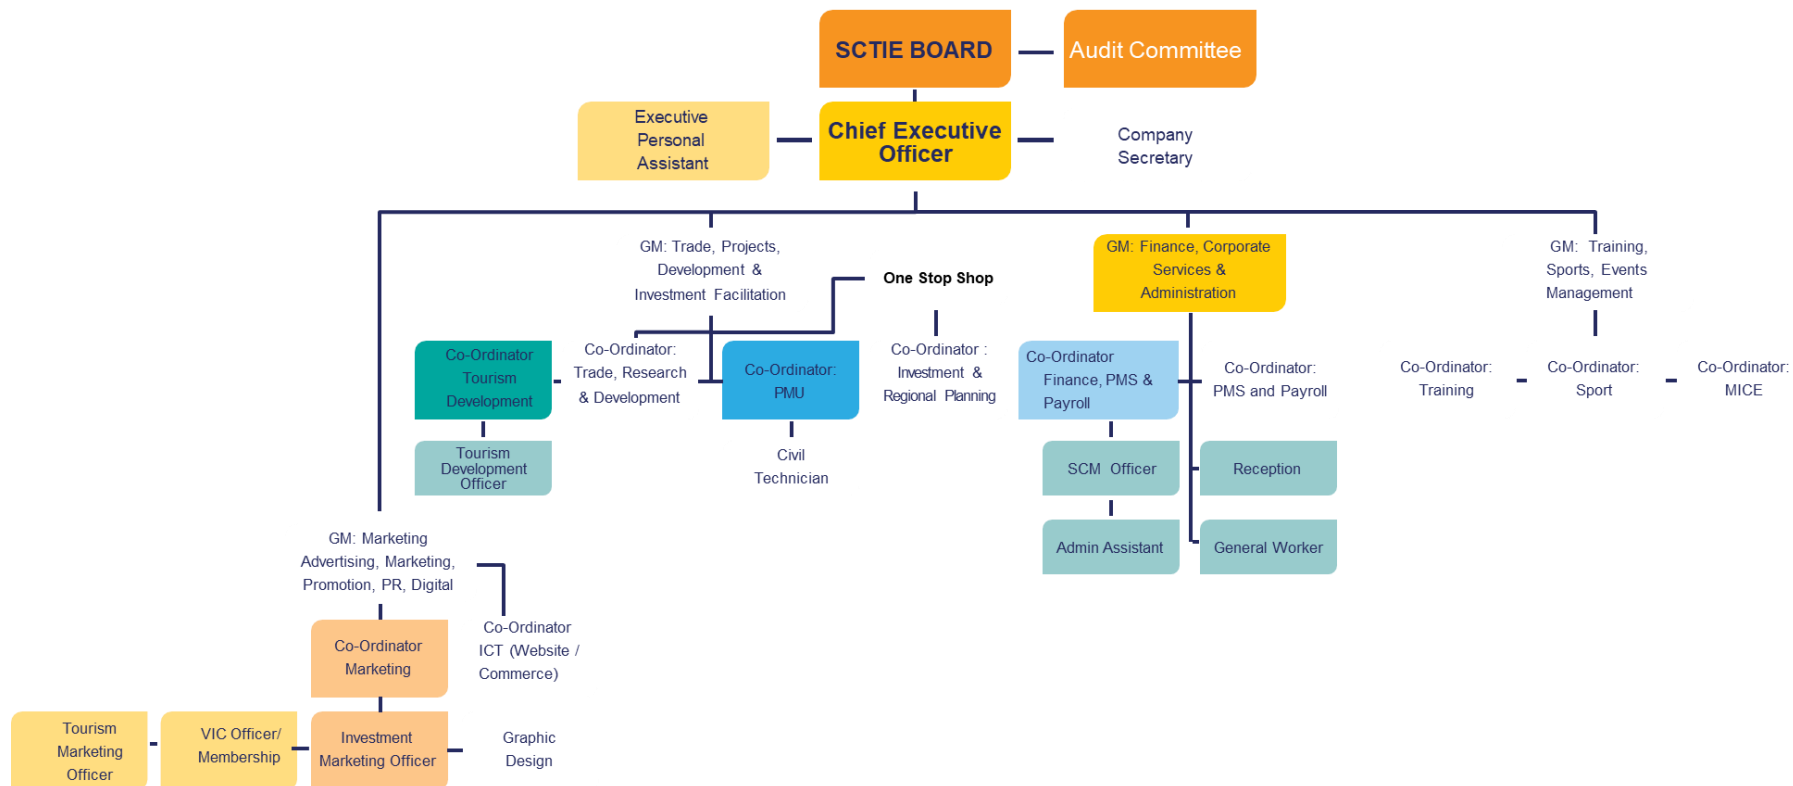 SCTIE BOARD
Audit Committee
Executive
Personal
Assistant
Chief Executive
Officer
Company
Secretary
GM: Trade, Projects,
Development &
Investment Facilitation
One Stop Shop
GM: Finance, Corporate
Services &
Administration
GM: Training,
Sports, Events
Management
Co-Ordinator
Tourism
Development
Co-Ordinator:
Trade, Research
& Development
Co-Ordinator:
PMU
Co-Ordinator :
Investment &
Regional Planning
Co-Ordinator
Finance, PMS &
Payroll
Co-Ordinator:
PMS and Payroll
Co-Ordinator:
Training
Co-Ordinator:
Sport
Co-Ordinator:
MICE
Tourism
Development
Officer
Civil
Technician
SCM Officer
Reception
Admin Assistant
General Worker
GM: Marketing
Advertising, Marketing,
Promotion, PR, Digital
Co-Ordinator
Marketing
Co-Ordinator
ICT (Website /
Commerce)
Tourism
Marketing
Officer
VIC Officer/
Membership
Investment
Marketing Officer
Graphic
Design